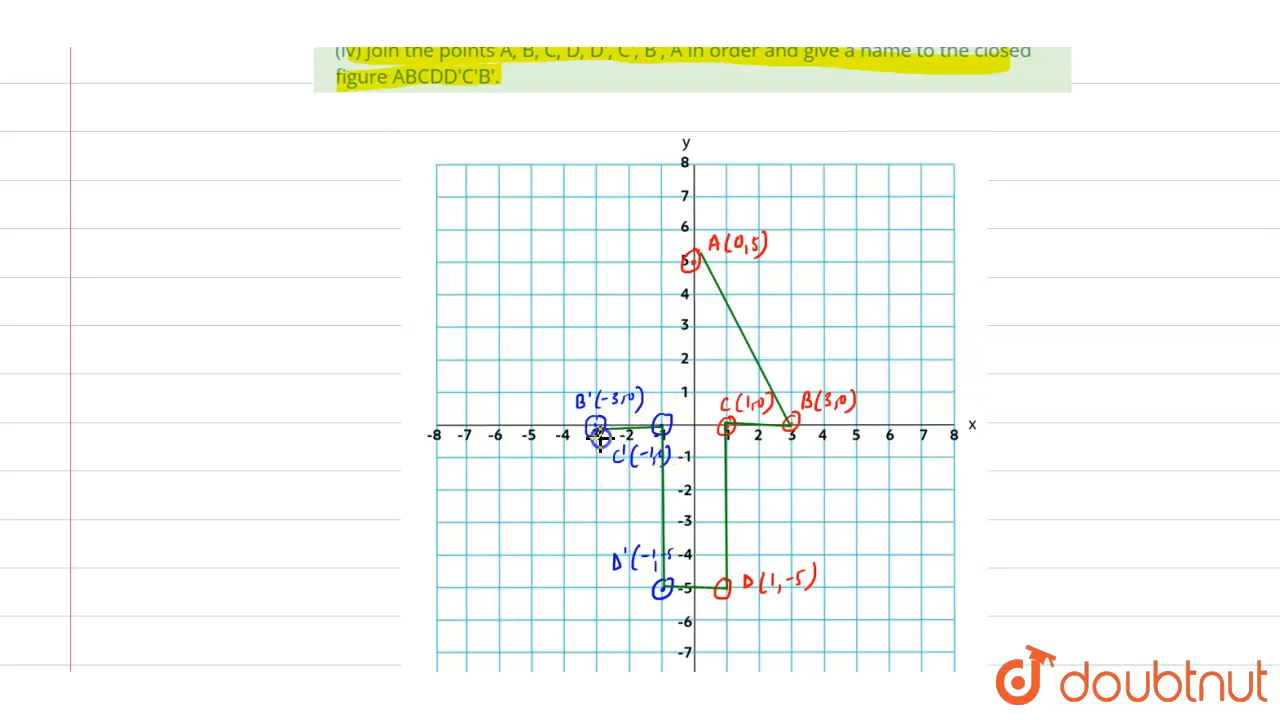 (iv) Join the points A, B, C, D, D', C', B', A in order and give a name to the closed
figure ABCDD'C'B'.
y
8
7
6
A(0,5)
5
4
3
2
1
B'(-3,0)
C(1,0)
B(3,0)
x
-8 -7 -6 -5 -4 -3 -2 -1 1 2 3 4 5 6 7 8
C'(-1,0)
-1
-2
-3
D'(-1,-5
-4
-5
D(1,-5)
-6
-7
doubtnut